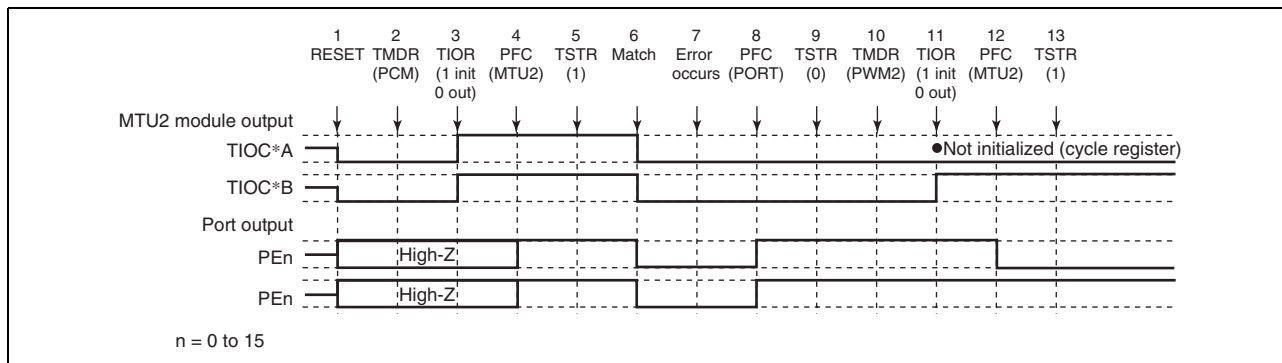 1 2 3 4 5 6 7 8 9 10 11 12 13
RESET TMDR TIOR PFC TSTR Match Error PFC TSTR TMDR TIOR PFC TSTR
(PCM) (1 init (MTU2) (1) occurs (PORT) (0) (PWM2) (1 init (MTU2) (1)
0 out) 0 out)
MTU2 module output
TIOC*A ●Not initialized (cycle register)
TIOC*B
Port output
PEn High-Z
PEn High-Z
n = 0 to 15